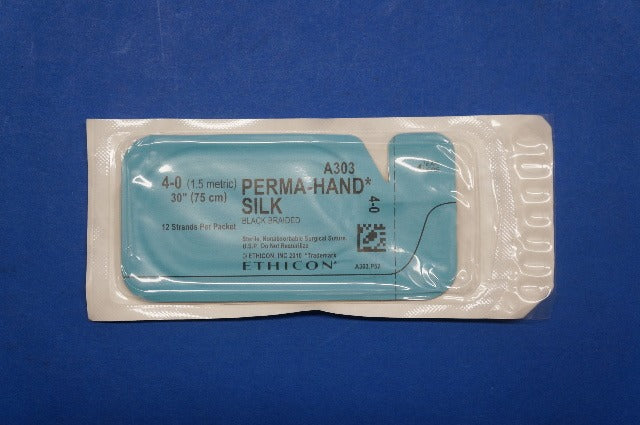 A303
4-0 (1.5 metric) PERMA-HAND*
30" (75 cm) SILK
BLACK BRAIDED
12 Strands Per Packet
Sterile, Nonabsorbable Surgical Suture
U.S.P. Do Not Resterilize
© ETHICON, INC 2010 *Trademark
ETHICON®
4-0
A303.P32